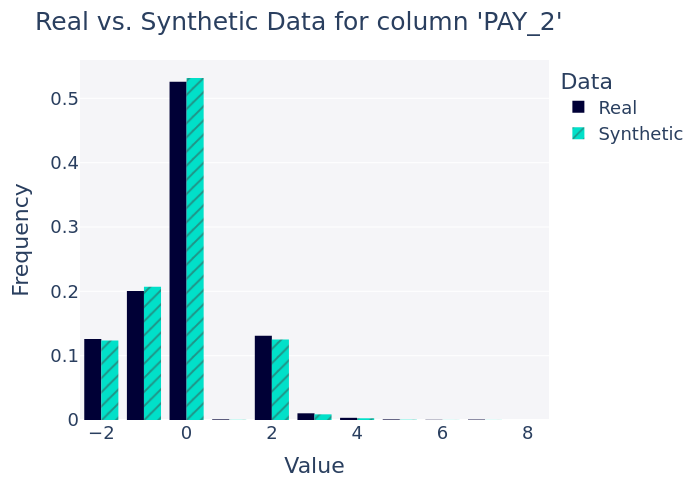 Real vs. Synthetic Data for column 'PAY_2'
Data
Real
Synthetic
Frequency
0.5
0.4
0.3
0.2
0.1
0
−2
0
2
4
6
8
Value